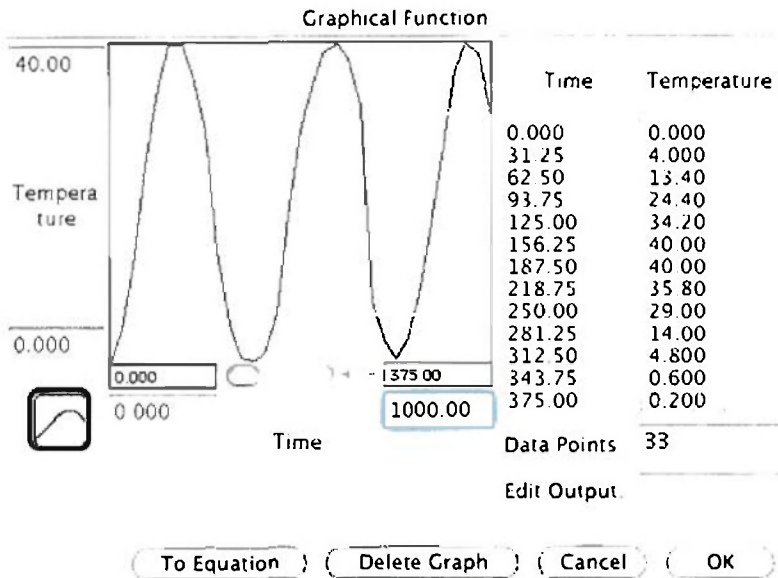 Graphical Function
40.00
Tempera
ture
0.000
0.000
375 00
0 000
1000.00
Time
Time Temperature
0.000 0.000
31.25 4.000
62 50 13.40
93.75 24.40
125.00 34.20
156.25 40 00
187.50 40 00
218.75 35 80
250.00 29.00
281.25 14.00
312.50 4.800
343.75 0.600
375.00 0.200
Data Points 33
Edit Output
To Equation
Delete Graph
Cancel
OK